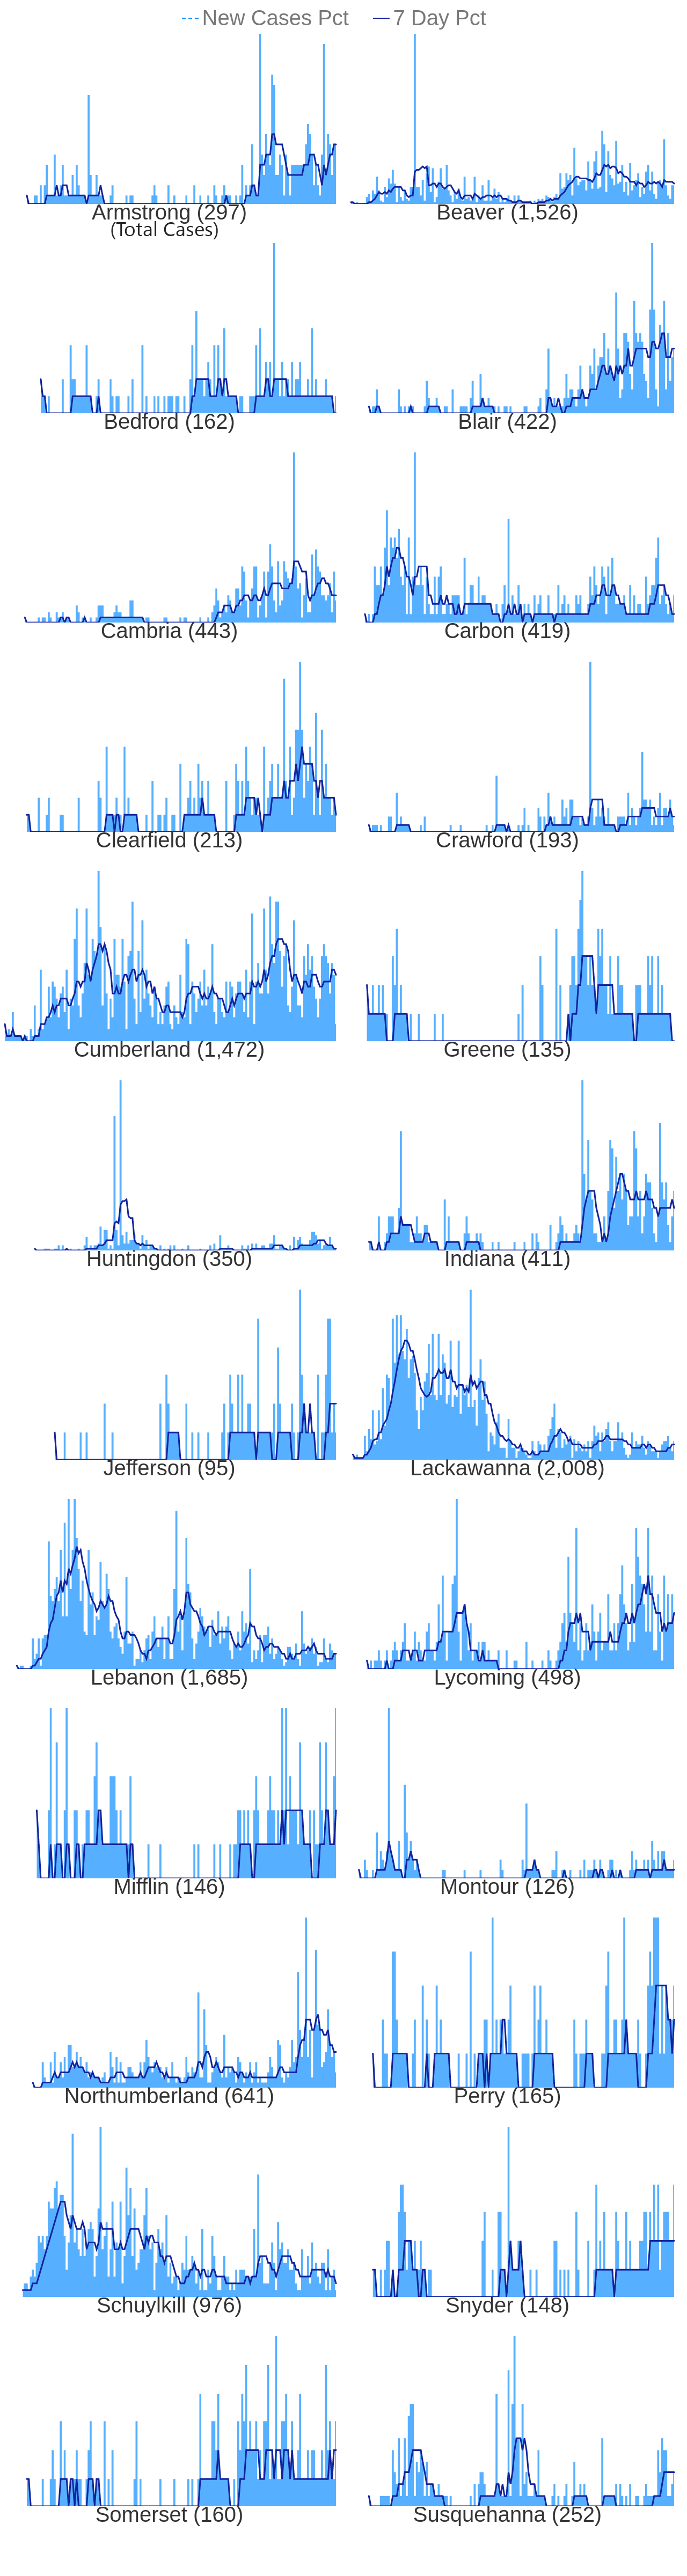 New Cases Pct 7 Day Pct
Armstrong (297) Beaver (1,526)
(Total Cases)
Bedford (162) Blair (422)
Cambria (443) Carbon (419)
Clearfield (213) Crawford (193)
Cumberland (1,472) Greene (135)
Huntingdon (350) Indiana (411)
Jefferson (95) Lackawanna (2,008)
Lebanon (1,685) Lycoming (498)
Mifflin (146) Montour (126)
Northumberland (641) Perry (165)
Schuylkill (976) Snyder (148)
Somerset (160) Susquehanna (252)